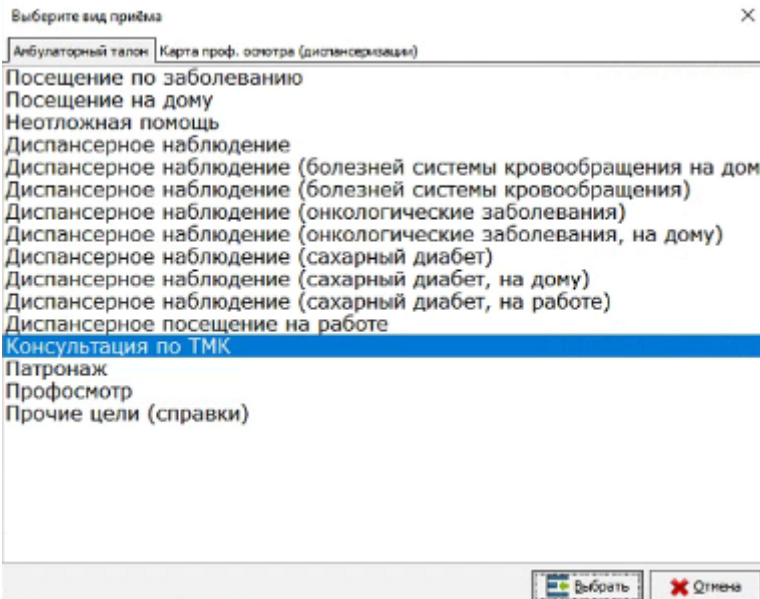 Выберите вид приёма
Амбулаторный талон Карта проф. осмотра (диспансеризации)
Посещение по заболеванию
Посещение на дому
Неотложная помощь
Диспансерное наблюдение
Диспансерное наблюдение (болезней системы кровообращения на дом
Диспансерное наблюдение (болезней системы кровообращения)
Диспансерное наблюдение (онкологические заболевания)
Диспансерное наблюдение (онкологические заболевания, на дому)
Диспансерное наблюдение (сахарный диабет)
Диспансерное наблюдение (сахарный диабет, на дому)
Диспансерное наблюдение (сахарный диабет, на работе)
Диспансерное посещение на работе
Консультация по ТМК
Патронаж
Профосмотр
Прочие цели (справки)
Выбрать Отмена